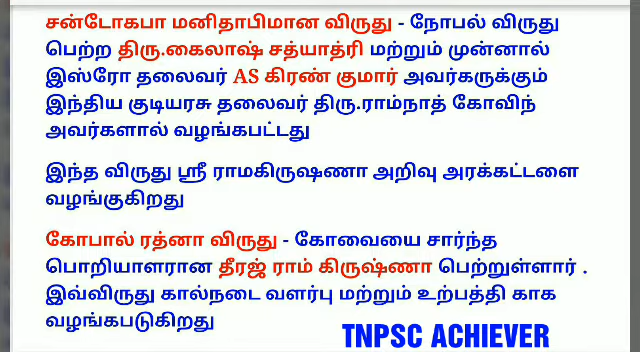 சன்டோகபா மனிதாபிமான விருது - நோபல் விருது
பெற்ற திரு.கைலாஷ் சத்யாத்ரி மற்றும் முன்னால்
இஸ்ரோ தலைவர் AS கிரண் குமார் அவர்கருக்கும்
இந்திய குடியரசு தலைவர் திரு.ராம்நாத் கோவிந்
அவர்களால் வழங்கபட்டது
இந்த விருது ஸ்ரீ ராமகிருஷணா அறிவு அரக்கட்டளை
வழங்குகிறது
கோபால் ரத்னா விருது - கோவையை சார்ந்த
பொறியாளரான தீரஜ் ராம் கிருஷ்ணா பெற்றுள்ளார் .
இவ்விருது கால்நடை வளர்பு மற்றும் உற்பத்தி காக
வழங்கபடுகிறது
TNPSC ACHIEVER